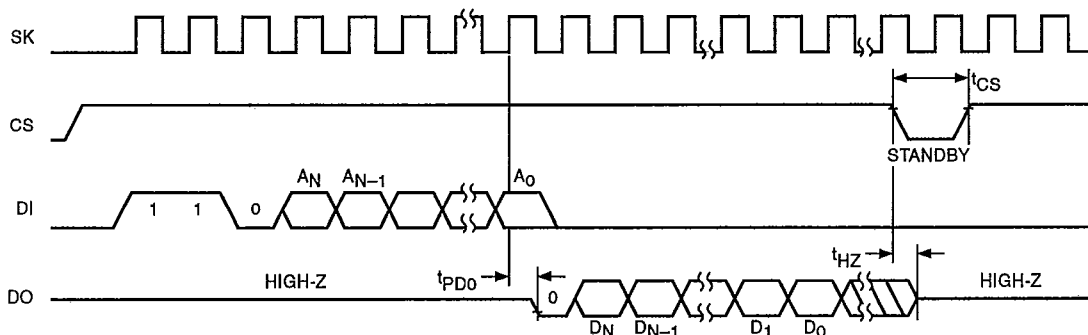 SK
t_CS
CS
STANDBY
A_N A_N–1 A_0
DI 1 1 0
t_HZ
HIGH-Z t_PD0 0 HIGH-Z
DO
D_N D_N–1 D_1 D_0